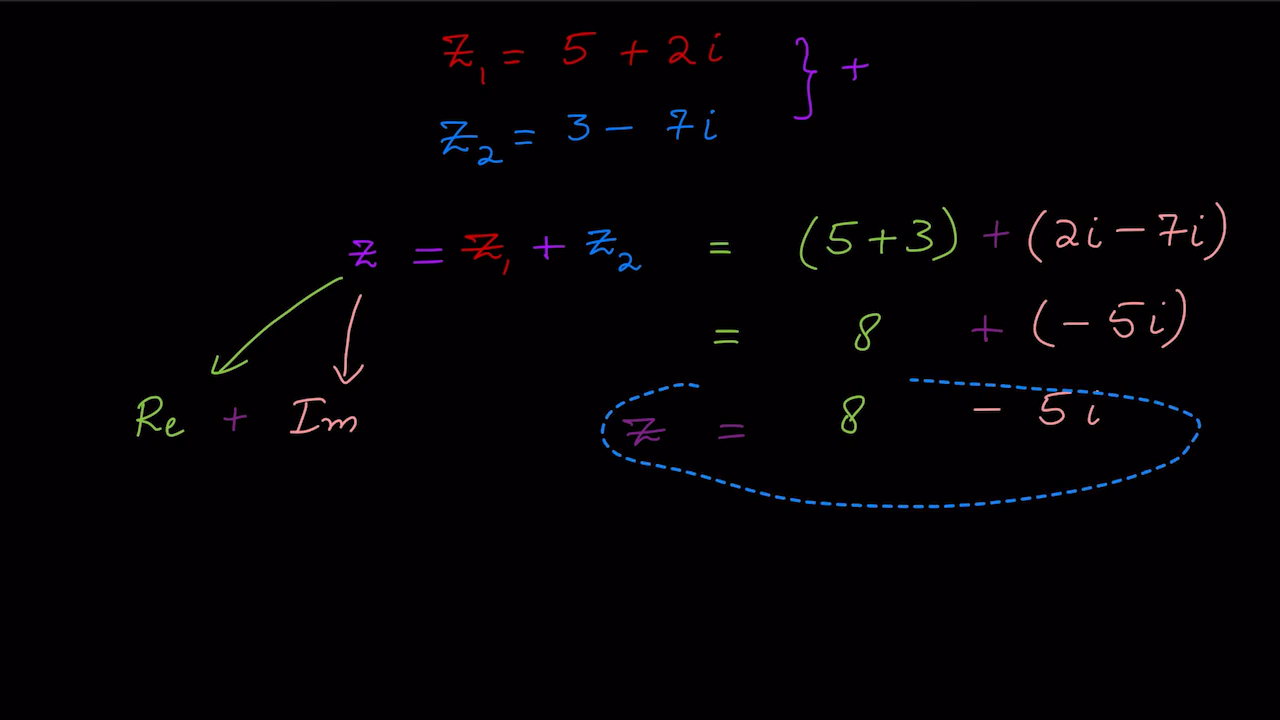 z₁ = 5 + 2i } +
z₂ = 3 − 7i
z = z₁ + z₂ = (5+3) + (2i − 7i)
= 8 + (− 5i)
Re + Im z = 8 − 5i